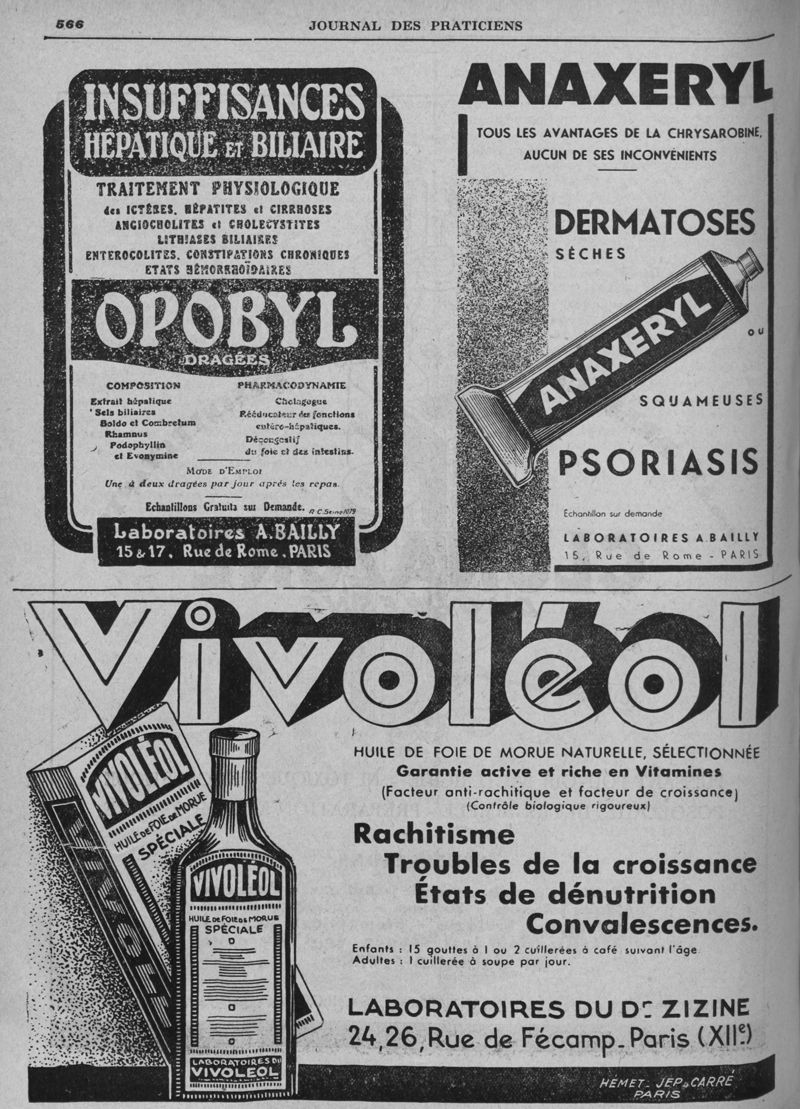 566
JOURNAL DES PRATICIENS
INSUFFISANCES
HÉPATIQUE ET BILIAIRE
TRAITEMENT PHYSIOLOGIQUE
des ICTÈRES, HÉPATITES et CIRRHOSES
ANGIOCHOLITES et CHOLÉCYSTITES
LITHIASES BILIAIRES
ENTEROCOLITES, CONSTIPATIONS CHRONIQUES
ETATS HÉMORRHOÏDAIRES
OPOBYL
DRAGÉES
COMPOSITION
Extrait hépatique
Sels biliaires
Boldo et Combretum
Rhamnus
Podophyllin
et Evonymine
PHARMACODYNAMIE
Cholagogue
Rééducateur des fonctions
entéro-hépatiques.
Décongestif
du foie et des intestins.
MODE D'EMPLOI
Une à deux dragées par jour après les repas.
Echantillons Gratuits sur Demande.
R.C. Seine 1079
Laboratoires A. BAILLY
15 & 17, Rue de Rome, PARIS
ANAXERYL
TOUS LES AVANTAGES DE LA CHRYSAROBINE,
AUCUN DE SES INCONVÉNIENTS
DERMATOSES
SÈCHES
ANAXERYL
OU
SQUAMEUSES
PSORIASIS
Échantillon sur demande
LABORATOIRES A. BAILLY
15, Rue de Rome - PARIS
Vivoléol
HUILE DE FOIE DE MORUE NATURELLE, SÉLECTIONNÉE
Garantie active et riche en Vitamines
(Facteur anti-rachitique et facteur de croissance)
(Contrôle biologique rigoureux)
Rachitisme
Troubles de la croissance
États de dénutrition
Convalescences.
Enfants : 15 gouttes à 1 ou 2 cuillerées à café suivant l'âge
Adultes : 1 cuillerée à soupe par jour.
LABORATOIRES DU Dr ZIZINE
24,26, Rue de Fécamp-Paris (XIIe)
VIVOLÉOL
HUILE DE FOIE DE MORUE
SPÉCIALE
VIVOLÉOL
VIVOLÉOL
HUILE DE FOIE DE MORUE
SPÉCIALE
LABORATOIRES DU
VIVOLEOL
HEMET-JEP-CARRÉ
PARIS